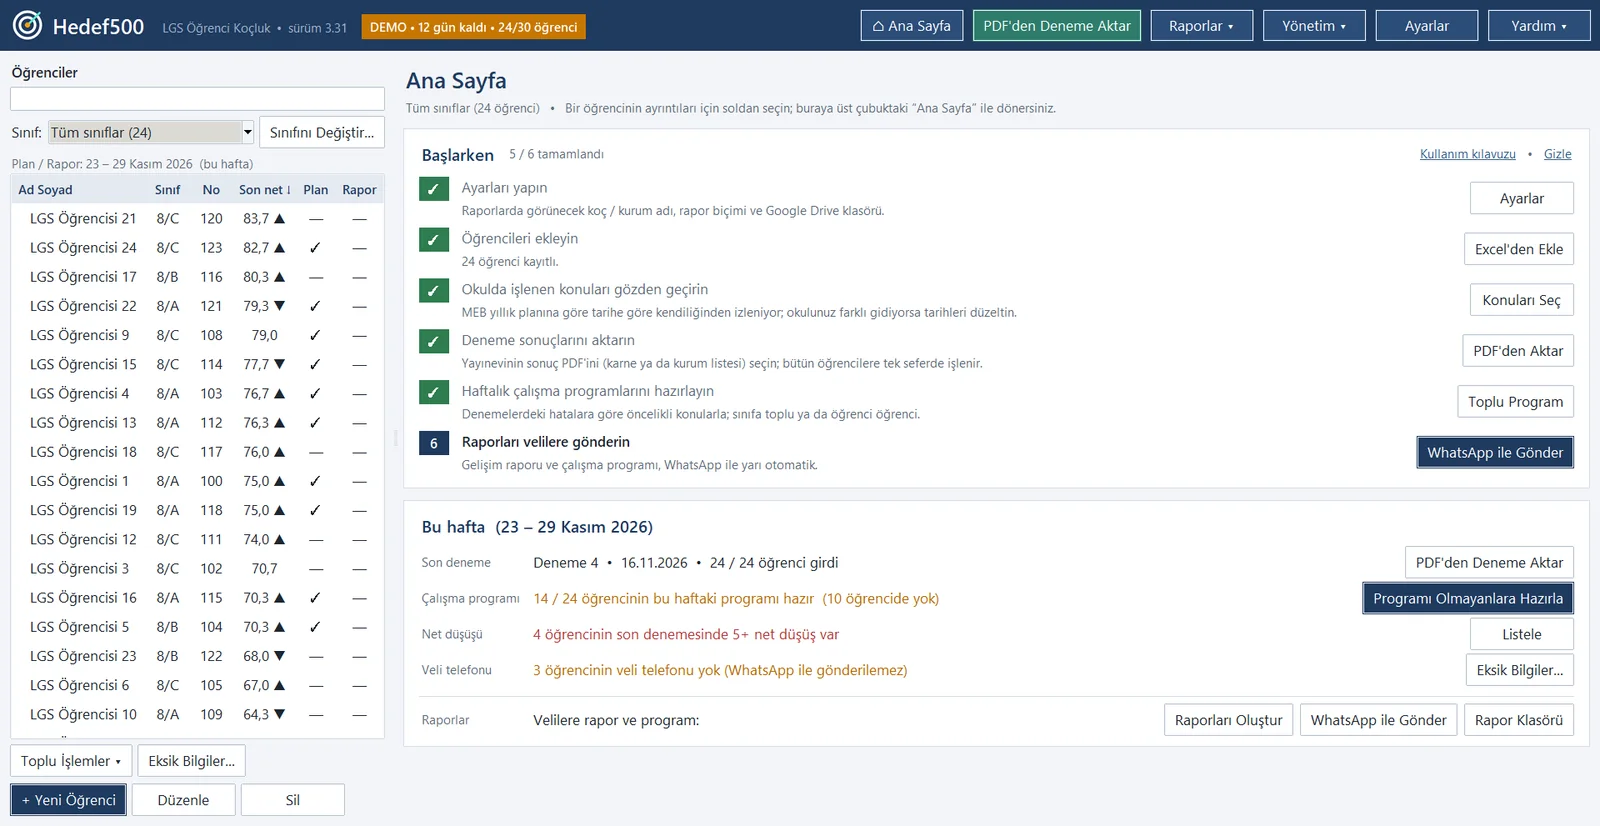 Hedef500 LGS Öğrenci Koçluk • sürüm 3.31 DEMO • 12 gün kaldı • 24/30 öğrenci ⌂ Ana Sayfa PDF'den Deneme Aktar Raporlar ▾ Yönetim ▾ Ayarlar Yardım ▾
Öğrenciler
Sınıf: Tüm sınıflar (24) Sınıfını Değiştir...
Plan / Rapor: 23 – 29 Kasım 2026 (bu hafta)
Ad Soyad Sınıf No Son net ↓ Plan Rapor
LGS Öğrencisi 21 8/C 120 83,7 ▲ — —
LGS Öğrencisi 24 8/C 123 82,7 ▲ ✓ —
LGS Öğrencisi 17 8/B 116 80,3 ▲ — —
LGS Öğrencisi 22 8/A 121 79,3 ▼ ✓ —
LGS Öğrencisi 9 8/C 108 79,0 ✓ —
LGS Öğrencisi 15 8/C 114 77,7 ▼ ✓ —
LGS Öğrencisi 4 8/A 103 76,7 ▲ ✓ —
LGS Öğrencisi 13 8/A 112 76,3 ▲ ✓ —
LGS Öğrencisi 18 8/C 117 76,0 ▲ — —
LGS Öğrencisi 1 8/A 100 75,0 ▲ ✓ —
LGS Öğrencisi 19 8/A 118 75,0 ▲ ✓ —
LGS Öğrencisi 12 8/C 111 74,0 ▲ — —
LGS Öğrencisi 3 8/C 102 70,7 — —
LGS Öğrencisi 16 8/A 115 70,3 ▲ ✓ —
LGS Öğrencisi 5 8/B 104 70,3 ▲ ✓ —
LGS Öğrencisi 23 8/B 122 68,0 ▼ — —
LGS Öğrencisi 6 8/C 105 67,0 ▲ — —
LGS Öğrencisi 10 8/A 109 64,3 ▼ — —
Toplu İşlemler ▾ Eksik Bilgiler...
+ Yeni Öğrenci Düzenle Sil
Ana Sayfa
Tüm sınıflar (24 öğrenci) • Bir öğrencinin ayrıntıları için soldan seçin; buraya üst çubuktaki “Ana Sayfa” ile dönersiniz.
Başlarken 5 / 6 tamamlandı Kullanım kılavuzu • Gizle
✓ Ayarları yapın
Raporlarda görünecek koç / kurum adı, rapor biçimi ve Google Drive klasörü.
Ayarlar
✓ Öğrencileri ekleyin
24 öğrenci kayıtlı.
Excel'den Ekle
✓ Okulda işlenen konuları gözden geçirin
MEB yıllık planına göre tarihe göre kendiliğinden izleniyor; okulunuz farklı gidiyorsa tarihleri düzeltin.
Konuları Seç
✓ Deneme sonuçlarını aktarın
Yayınevinin sonuç PDF'ini (karne ya da kurum listesi) seçin; bütün öğrencilere tek seferde işlenir.
PDF'den Aktar
✓ Haftalık çalışma programlarını hazırlayın
Denemelerdeki hatalara göre öncelikli konularla; sınıfa toplu ya da öğrenci öğrenci.
Toplu Program
6 Raporları velilere gönderin
Gelişim raporu ve çalışma programı, WhatsApp ile yarı otomatik.
WhatsApp ile Gönder
Bu hafta (23 – 29 Kasım 2026)
Son deneme Deneme 4 • 16.11.2026 • 24 / 24 öğrenci girdi PDF'den Deneme Aktar
Çalışma programı 14 / 24 öğrencinin bu haftaki programı hazır (10 öğrencide yok) Programı Olmayanlara Hazırla
Net düşüşü 4 öğrencinin son denemesinde 5+ net düşüş var Listele
Veli telefonu 3 öğrencinin veli telefonu yok (WhatsApp ile gönderilemez) Eksik Bilgiler...
Raporlar Velilere rapor ve program: Raporları Oluştur WhatsApp ile Gönder Rapor Klasörü